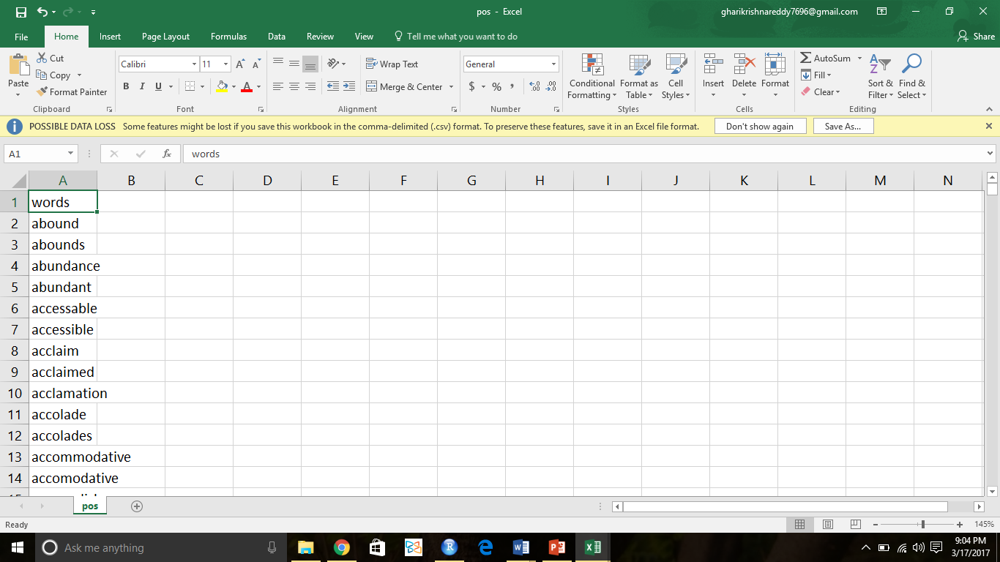 pos - Excel
gharikrishnareddy7696@gmail.com
File Home Insert Page Layout Formulas Data Review View Tell me what you want to do Share
Paste
Cut
Copy
Format Painter
Clipboard
Calibri 11
B I U A
Font
Wrap Text
Merge & Center
Alignment
General
$ % ,
Number
Conditional Formatting
Format as Table
Cell Styles
Styles
Insert
Delete
Format
Cells
AutoSum
Fill
Clear
Sort & Filter
Find & Select
Editing
POSSIBLE DATA LOSS Some features might be lost if you save this workbook in the comma-delimited (.csv) format. To preserve these features, save it in an Excel file format. Don't show again Save As...
A1 fx words
A B C D E F G H I J K L M N
1 words
2 abound
3 abounds
4 abundance
5 abundant
6 accessable
7 accessible
8 acclaim
9 acclaimed
10 acclamation
11 accolade
12 accolades
13 accommodative
14 accomodative
pos
Ready 145%
Ask me anything
9:04 PM
3/17/2017